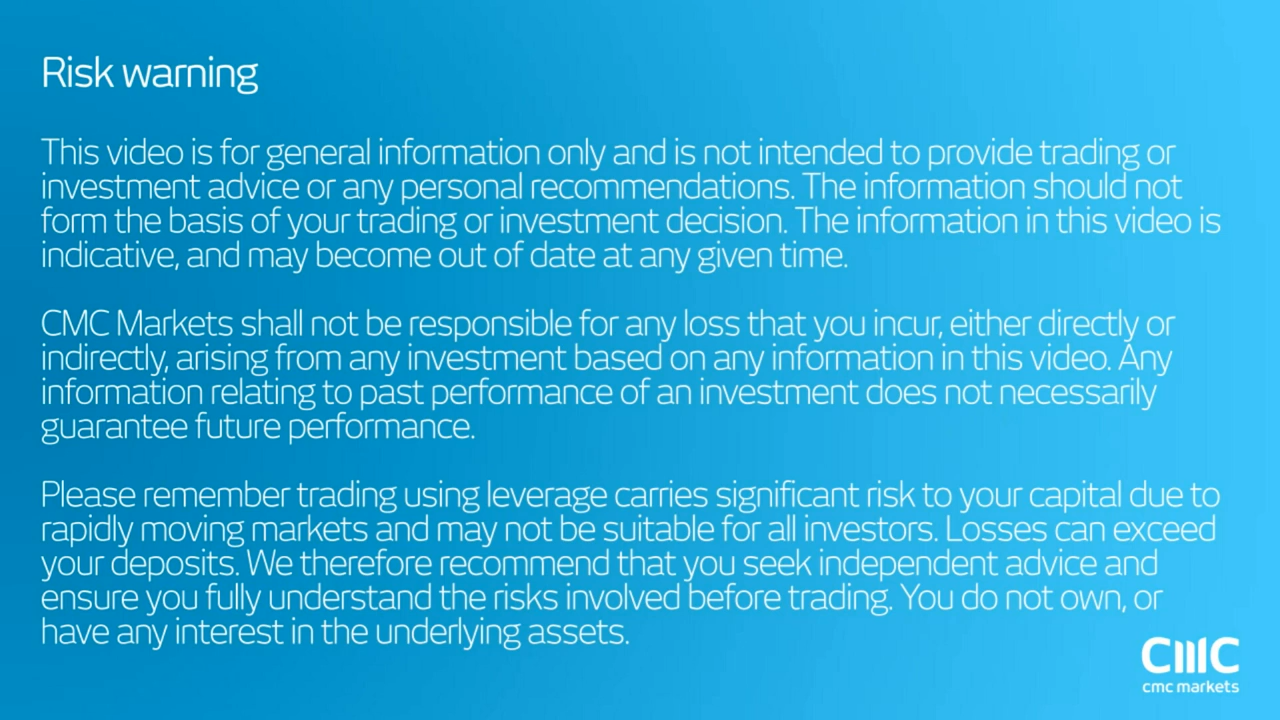 Risk warning
This video is for general information only and is not intended to provide trading or
investment advice or any personal recommendations. The information should not
form the basis of your trading or investment decision. The information in this video is
indicative, and may become out of date at any given time.
CMC Markets shall not be responsible for any loss that you incur, either directly or
indirectly, arising from any investment based on any information in this video. Any
information relating to past performance of an investment does not necessarily
guarantee future performance.
Please remember trading using leverage carries significant risk to your capital due to
rapidly moving markets and may not be suitable for all investors. Losses can exceed
your deposits. We therefore recommend that you seek independent advice and
ensure you fully understand the risks involved before trading. You do not own, or
have any interest in the underlying assets.
CMC
cmc markets